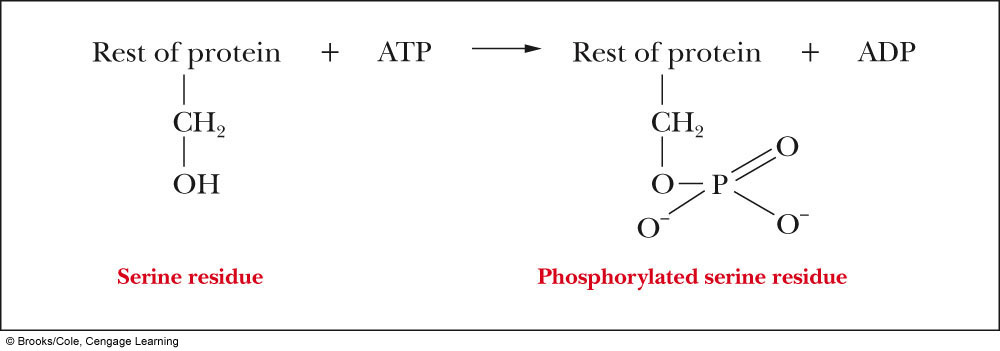 Rest of protein + ATP → Rest of protein + ADP
CH₂ CH₂
O
OH O P
O⁻ O⁻
Serine residue Phosphorylated serine residue
© Brooks/Cole, Cengage Learning